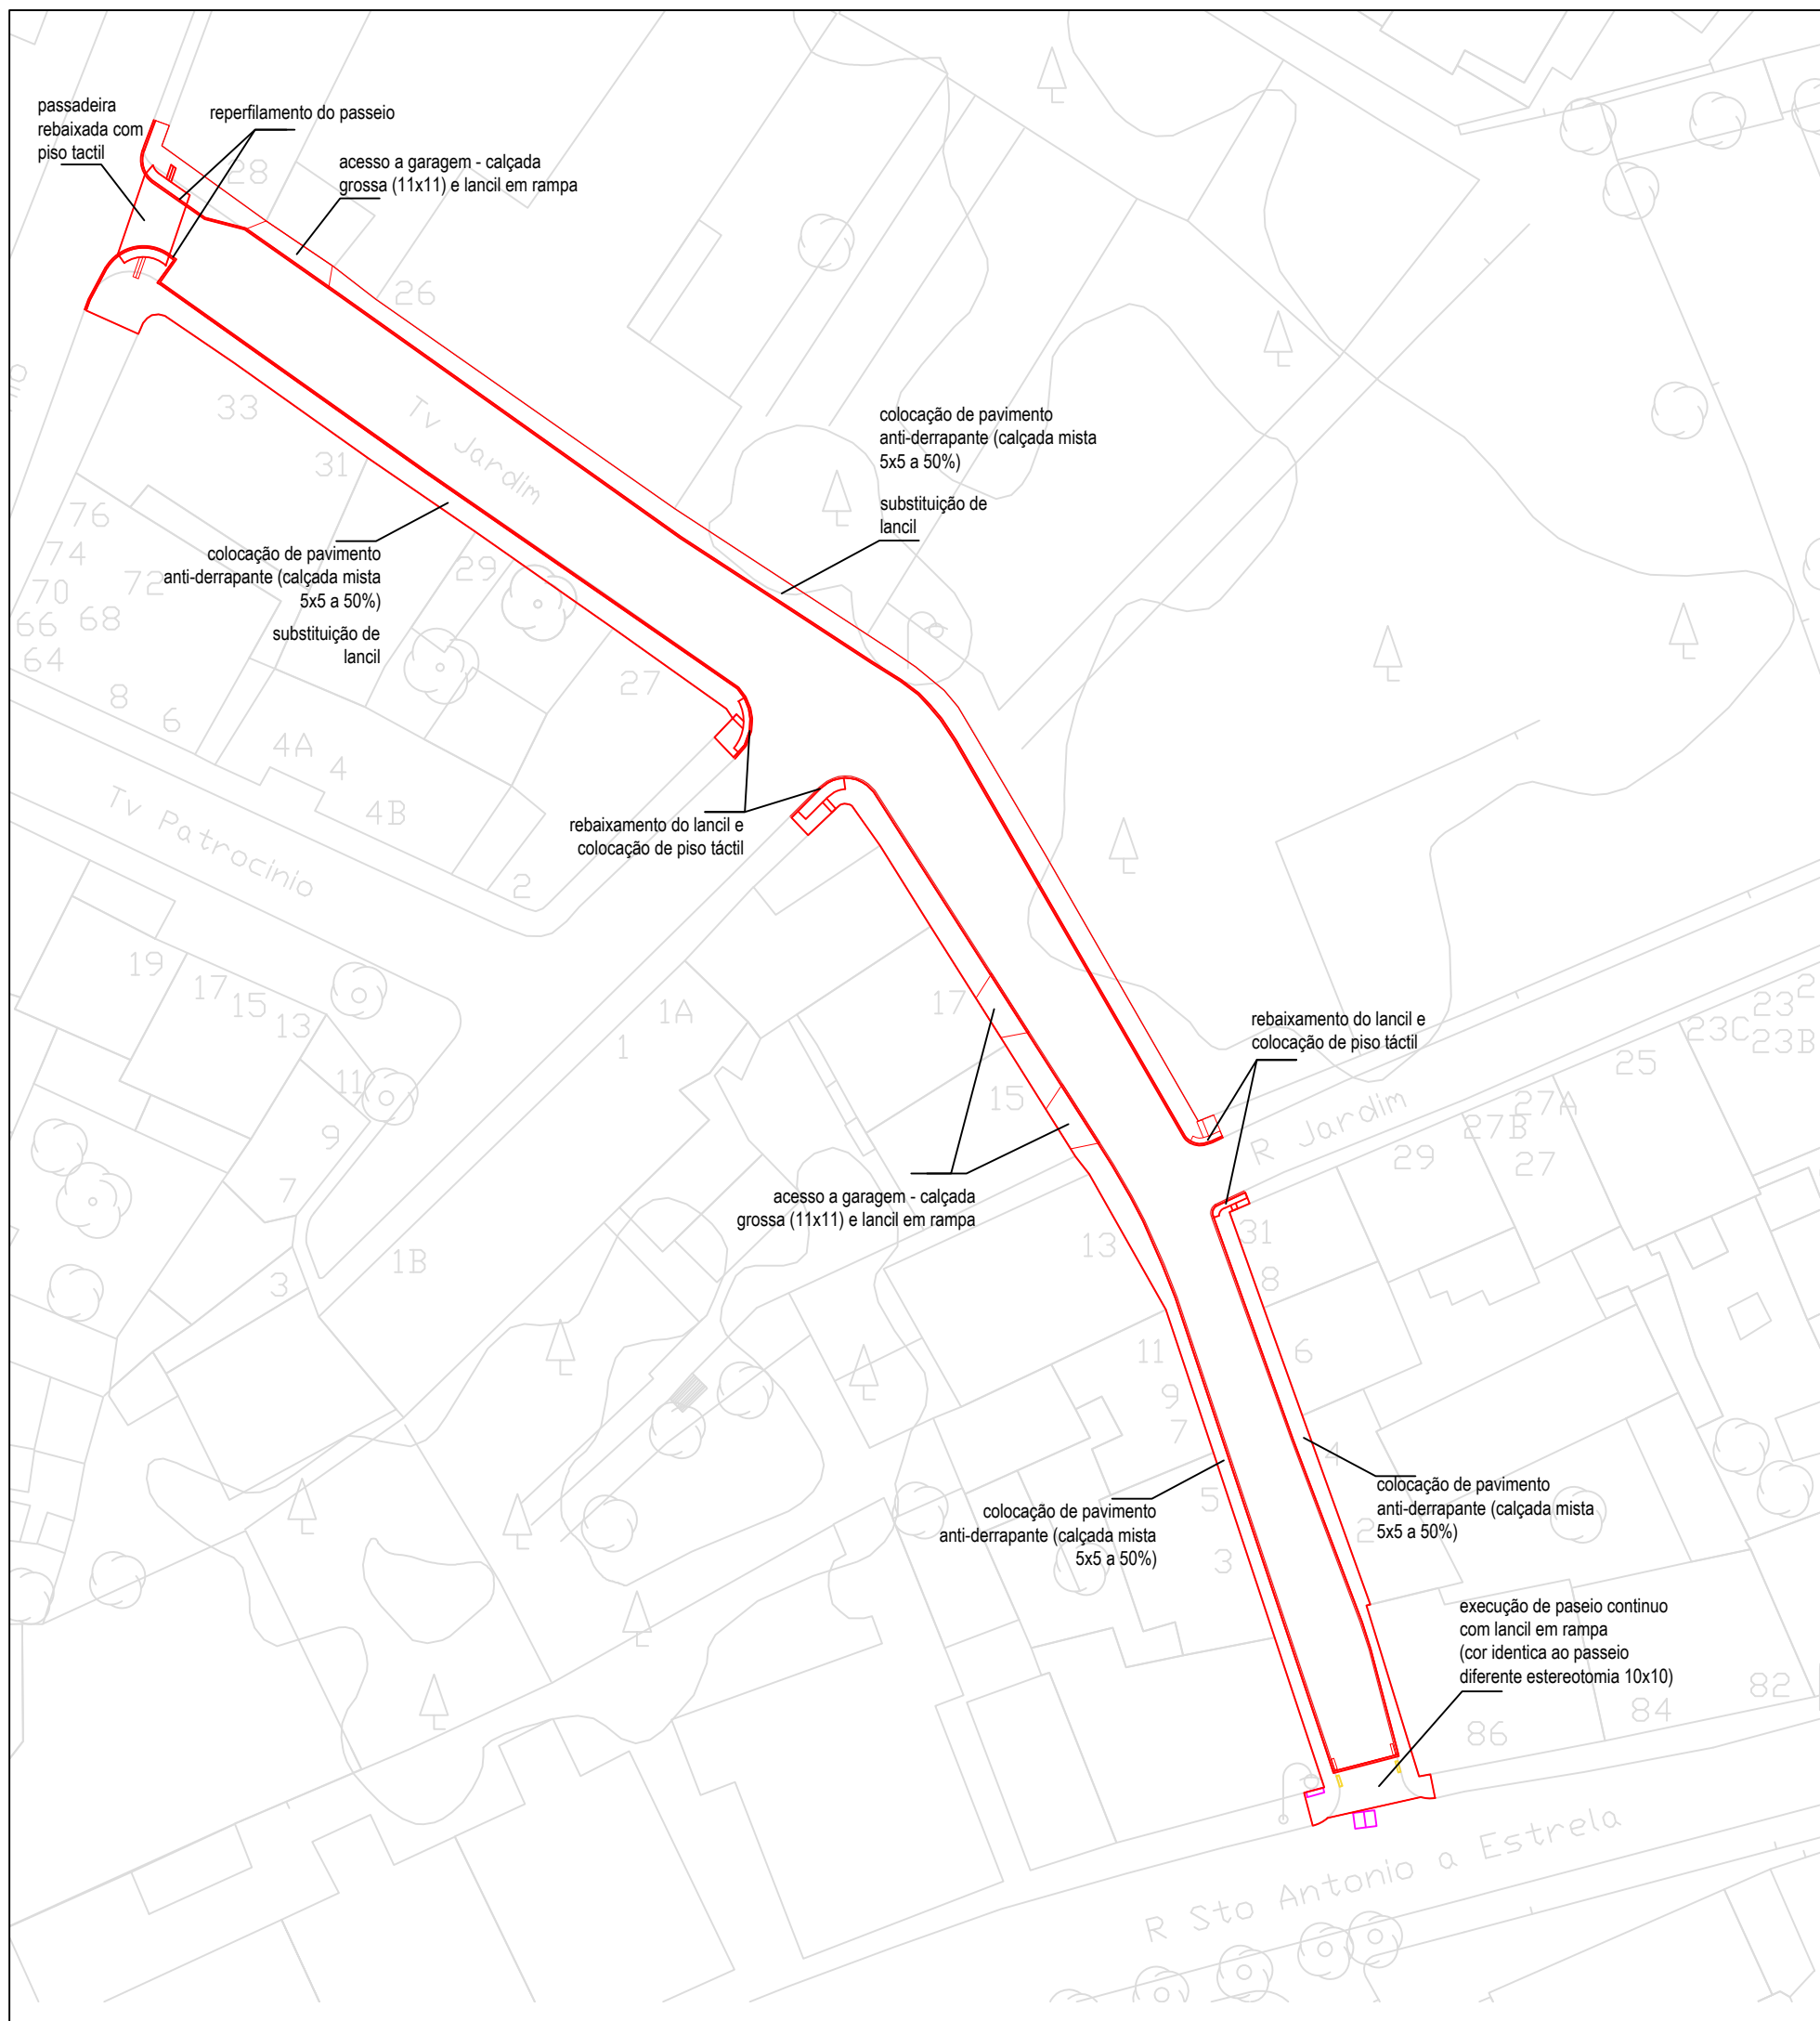 passadeira
rebaixada com
piso tactil
reperfilamento do passeio
acesso a garagem - calçada
grossa (11x11) e lancil em rampa
28
26
33
31
Tv Jardim
colocação de pavimento
anti-derrapante (calçada mista
5x5 a 50%)
substituição de
lancil
colocação de pavimento
anti-derrapante (calçada mista
5x5 a 50%)
substituição de
lancil
76
74
70
72
66
68
64
29
27
8
6
4A
4
4B
2
Tv Patrocinio
rebaixamento do lancil e
colocação de piso táctil
19
17
15
13
11
9
7
3
1A
1
1B
17
15
13
rebaixamento do lancil e
colocação de piso táctil
R Jardim
23
2
23C
23B
25
27A
27B
27
29
31
8
6
4
2
acesso a garagem - calçada
grossa (11x11) e lancil em rampa
11
9
7
5
3
colocação de pavimento
anti-derrapante (calçada mista
5x5 a 50%)
colocação de pavimento
anti-derrapante (calçada mista
5x5 a 50%)
execução de paseio continuo
com lancil em rampa
(cor identica ao passeio
diferente estereotomia 10x10)
82
84
86
R Sto Antonio a Estrela